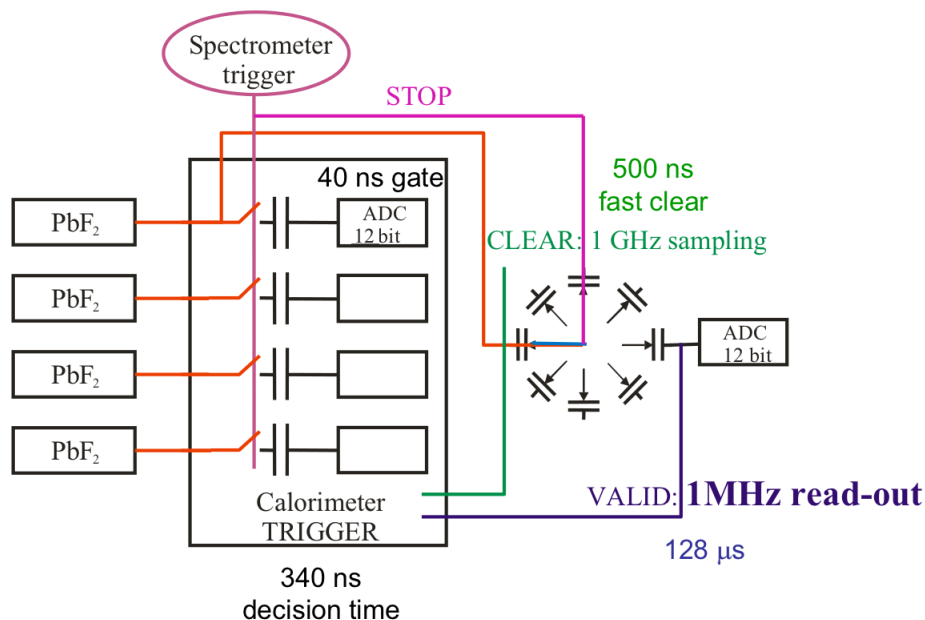 Spectrometer
trigger
STOP
40 ns gate
500 ns
fast clear
PbF₂
ADC
12 bit
CLEAR: 1 GHz sampling
PbF₂
ADC
12 bit
PbF₂
PbF₂
Calorimeter
TRIGGER
VALID: 1MHz read-out
128 µs
340 ns
decision time